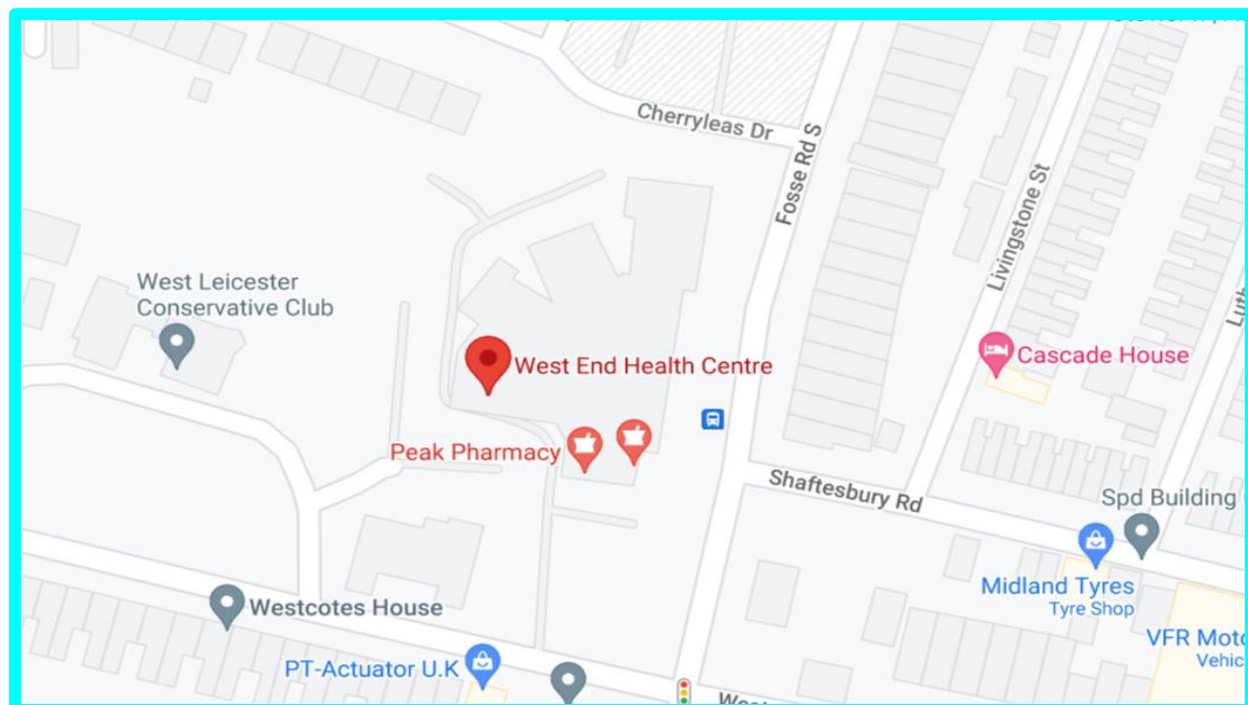 Cherryleas Dr
Fosse Rd S
Livingstone St
West Leicester
Conservative Club
West End Health Centre
Cascade House
Peak Pharmacy
Shaftesbury Rd
Spd Building
Midland Tyres
Tyre Shop
Westcotes House
VFR
PT-Actuator U.K